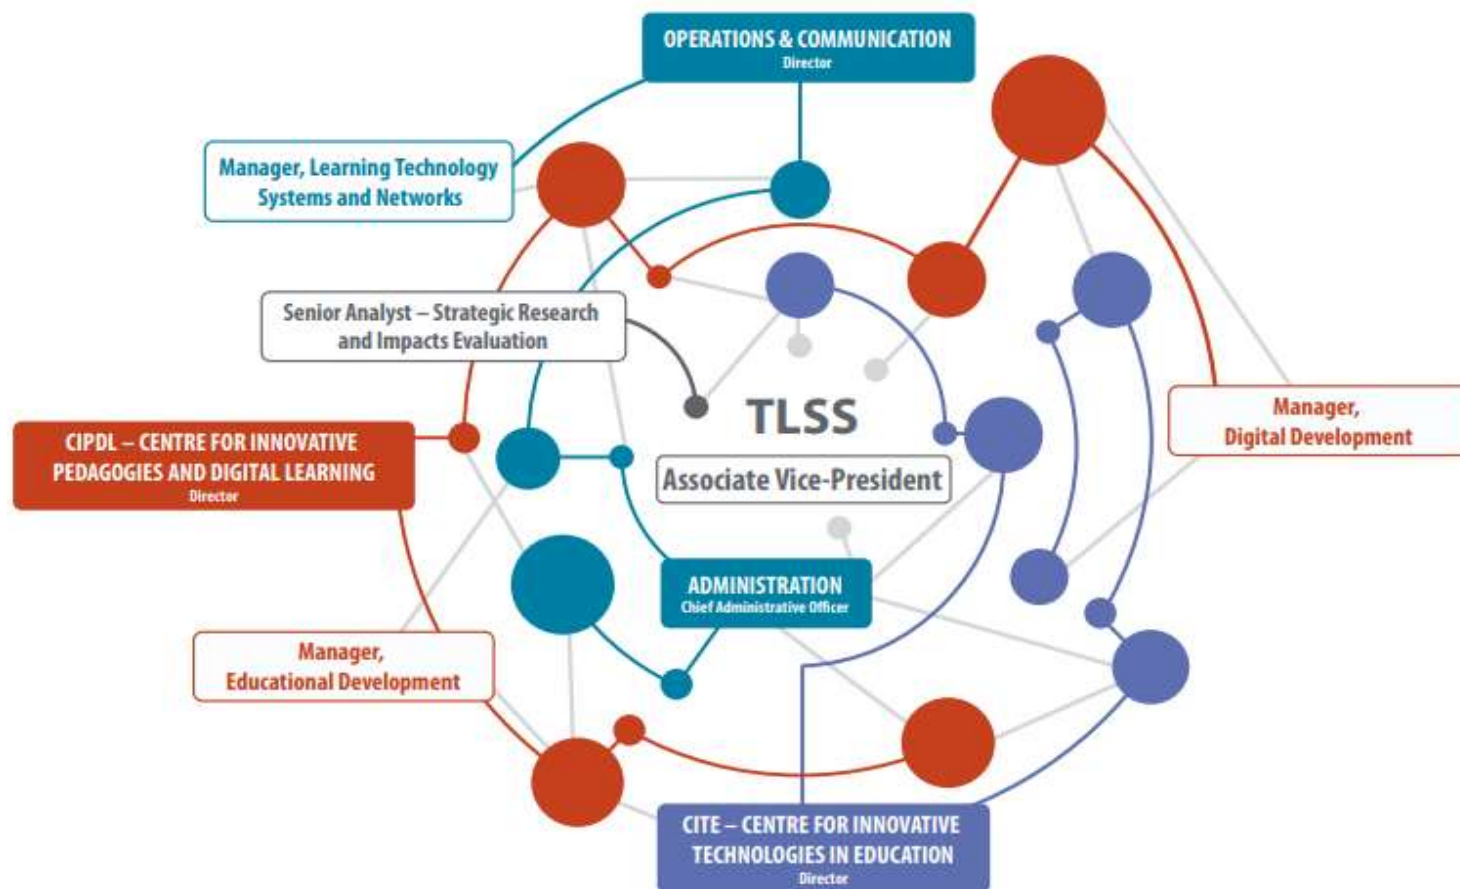 OPERATIONS & COMMUNICATION
Director
Manager, Learning Technology
Systems and Networks
Senior Analyst – Strategic Research
and Impacts Evaluation
TLSS
Associate Vice-President
Manager,
Digital Development
CIPDL – CENTRE FOR INNOVATIVE
PEDAGOGIES AND DIGITAL LEARNING
Director
ADMINISTRATION
Chief Administrative Officer
Manager,
Educational Development
CITE – CENTRE FOR INNOVATIVE
TECHNOLOGIES IN EDUCATION
Director